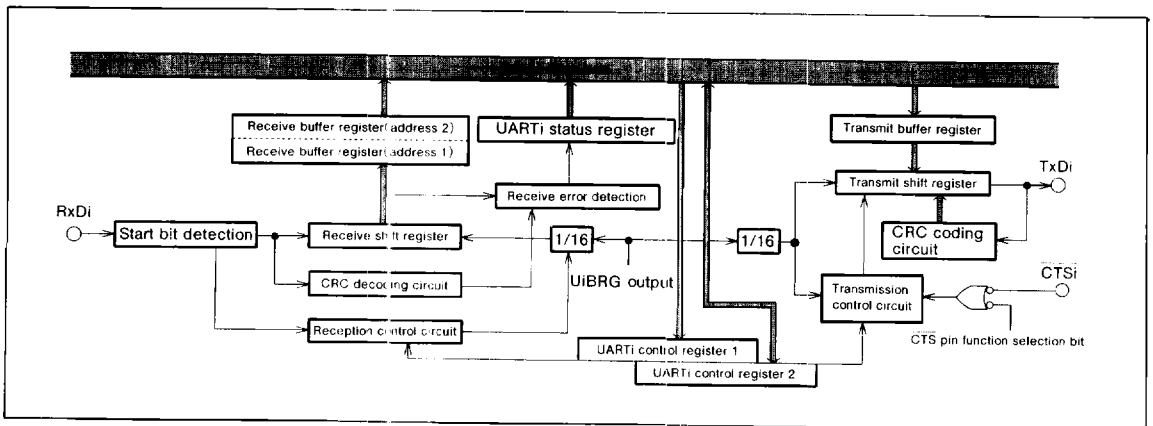 Receive buffer register(address 2)
Receive buffer register(address 1)
UARTi status register
Transmit buffer register
Receive error detection
Transmit shift register
TxDi
RxDi
Start bit detection
Receive shift register
1/16
1/16
CRC coding
circuit
UiBRG output
CRC decoding circuit
Transmission
control circuit
CTSi
Reception control circuit
CTS pin function selection bit
UARTi control register 1
UARTi control register 2